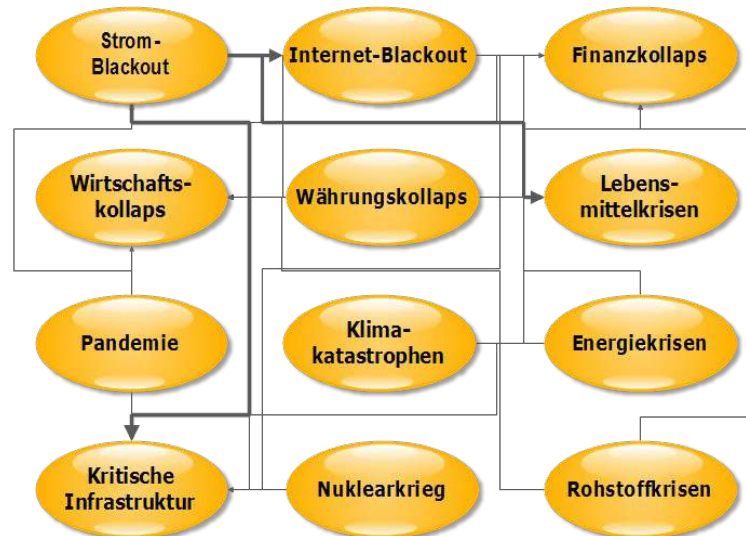 Strom-
Blackout
Internet-Blackout
Finanzkollaps
Wirtschafts-
kollaps
Währungskollaps
Lebens-
mittelkrisen
Pandemie
Klima-
katastrophen
Energiekrisen
Kritische
Infrastruktur
Nuklearkrieg
Rohstoffkrisen